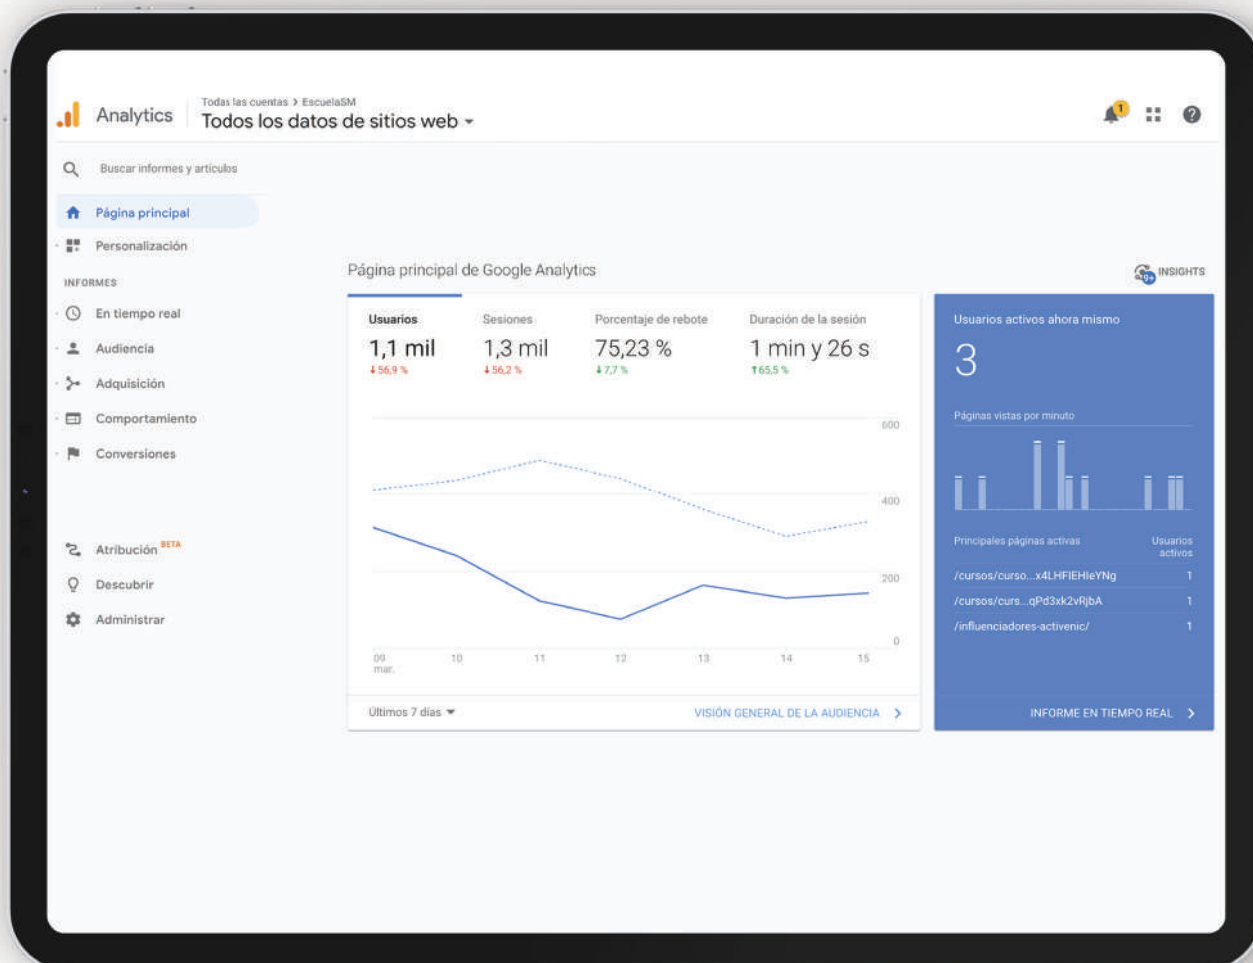 Analytics
Todas las cuentas > EscuelaSM
Todos los datos de sitios web
1
Buscar informes y artículos
Página principal
Personalización
INFORMES
En tiempo real
Audiencia
Adquisición
Comportamiento
Conversiones
Atribución BETA
Descubrir
Administrar
Página principal de Google Analytics
9+ INSIGHTS
Usuarios Sesiones Porcentaje de rebote Duración de la sesión
1,1 mil 1,3 mil 75,23 % 1 min y 26 s
↓56,9 % ↓56,2 % ↓7,7 % ↑65,5 %
600
400
200
0
09 10 11 12 13 14 15
mar.
Últimos 7 días
VISIÓN GENERAL DE LA AUDIENCIA >
Usuarios activos ahora mismo
3
Páginas vistas por minuto
Principales páginas activas Usuarios
activos
/cursos/curso...x4LHFIEHIeYNg 1
/cursos/curs...qPd3xk2vRjbA 1
/influenciadores-activenic/ 1
INFORME EN TIEMPO REAL >